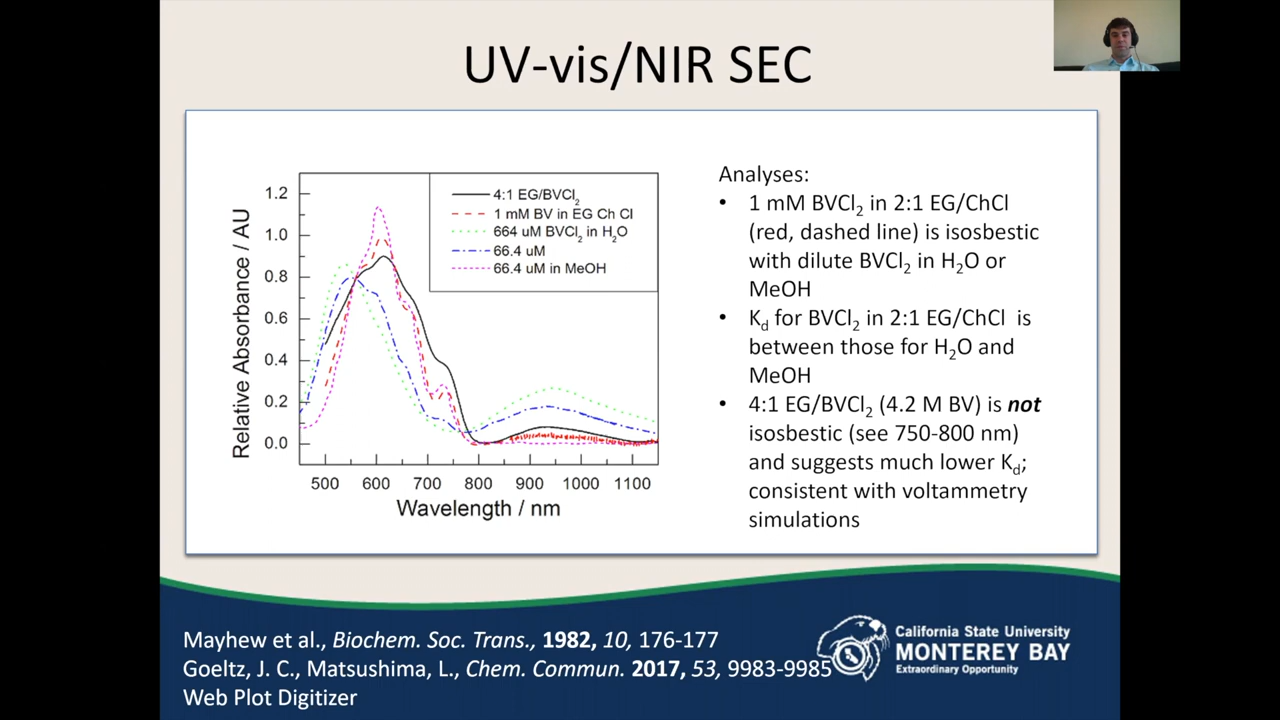 UV-vis/NIR SEC
1.2
1.0
0.8
0.6
0.4
0.2
0.0
Relative Absorbance / AU
4:1 EG/BVCl₂
1 mM BV in EG Ch Cl
664 uM BVCl₂ in H₂O
66.4 uM
66.4 uM in MeOH
500 600 700 800 900 1000 1100
Wavelength / nm
Analyses:
• 1 mM BVCl₂ in 2:1 EG/ChCl
(red, dashed line) is isosbestic
with dilute BVCl₂ in H₂O or
MeOH
• K_d for BVCl₂ in 2:1 EG/ChCl is
between those for H₂O and
MeOH
• 4:1 EG/BVCl₂ (4.2 M BV) is not
isosbestic (see 750-800 nm)
and suggests much lower K_d;
consistent with voltammetry
simulations
Mayhew et al., Biochem. Soc. Trans., 1982, 10, 176-177
Goeltz, J. C., Matsushima, L., Chem. Commun. 2017, 53, 9983-9985
Web Plot Digitizer
California State University
MONTEREY BAY
Extraordinary Opportunity